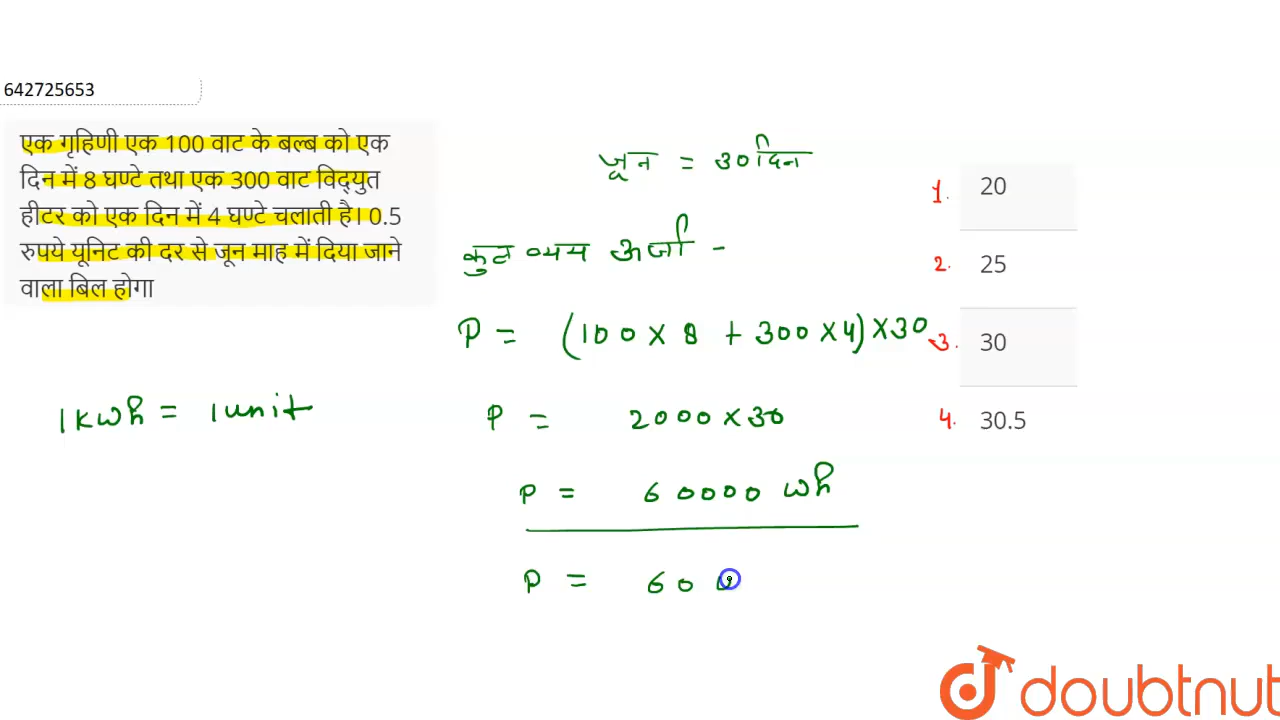 642725653
एक गृहिणी एक 100 वाट के बल्ब को एक
दिन में 8 घण्टे तथा एक 300 वाट विद्युत
हीटर को एक दिन में 4 घण्टे चलाती है। 0.5
रुपये यूनिट की दर से जून माह में दिया जाने
वाला बिल होगा
जून = 30 दिन
कुल व्यय ऊर्जा -
P = (100 × 8 + 300 × 4) × 30
1 kwh = 1 unit
P = 2000 × 30
P = 60000 wh
P = 60 0
1. 20
2. 25
3. 30
4. 30.5
doubtnut